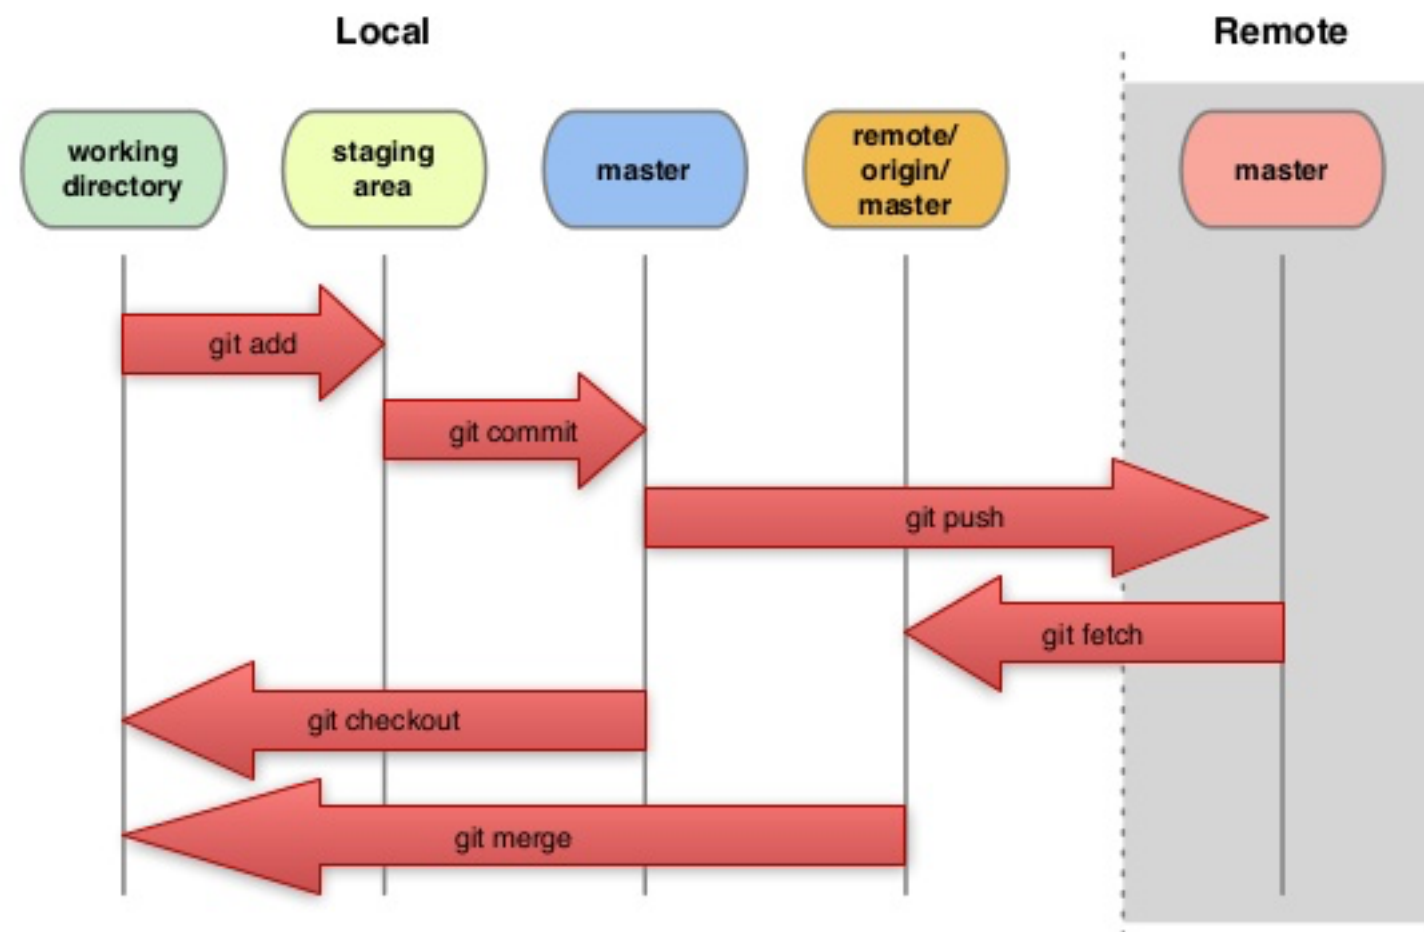 Local
Remote
working
directory
staging
area
master
remote/
origin/
master
master
git add
git commit
git push
git fetch
git checkout
git merge